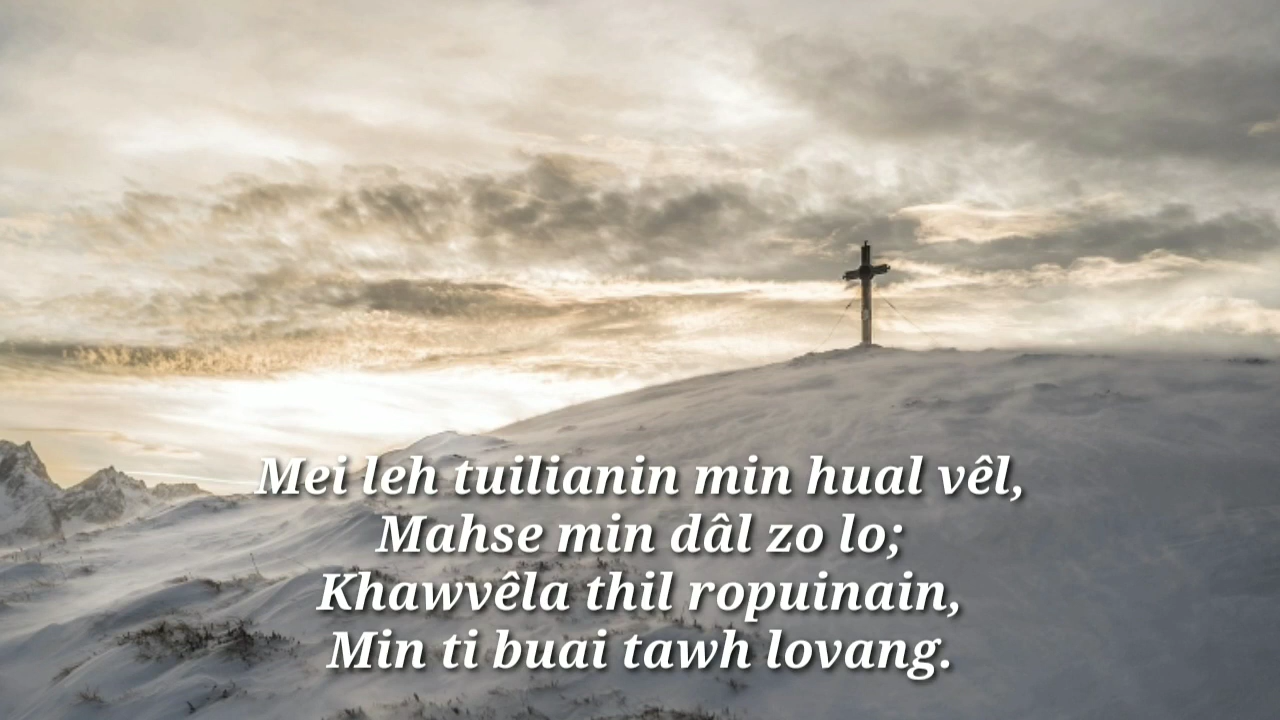 Mei leh tuilianin min hual vêl,
Mahse min dâl zo lo;
Khawvêla thil ropuinain,
Min ti buai tawh lovang.